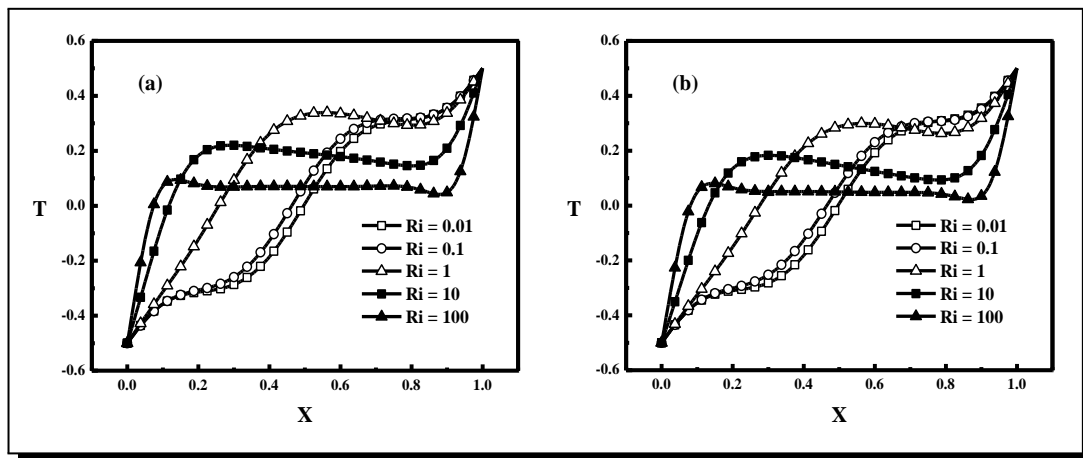 (a)
0.6
0.4
0.2
0.0
-0.2
-0.4
-0.6
T
0.0 0.2 0.4 0.6 0.8 1.0
X
Ri = 0.01
Ri = 0.1
Ri = 1
Ri = 10
Ri = 100
(b)
0.6
0.4
0.2
0.0
-0.2
-0.4
-0.6
T
0.0 0.2 0.4 0.6 0.8 1.0
X
Ri = 0.01
Ri = 0.1
Ri = 1
Ri = 10
Ri = 100